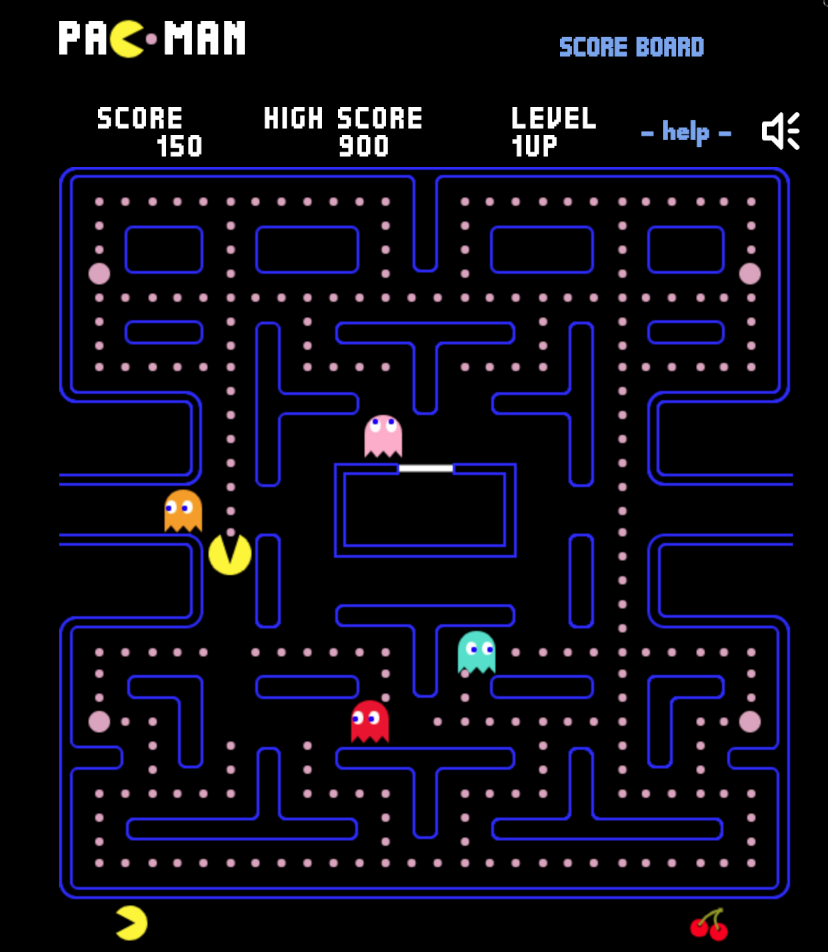 PAC•MAN
SCORE BOARD
SCORE
150
HIGH SCORE
900
LEVEL
1UP
- help -